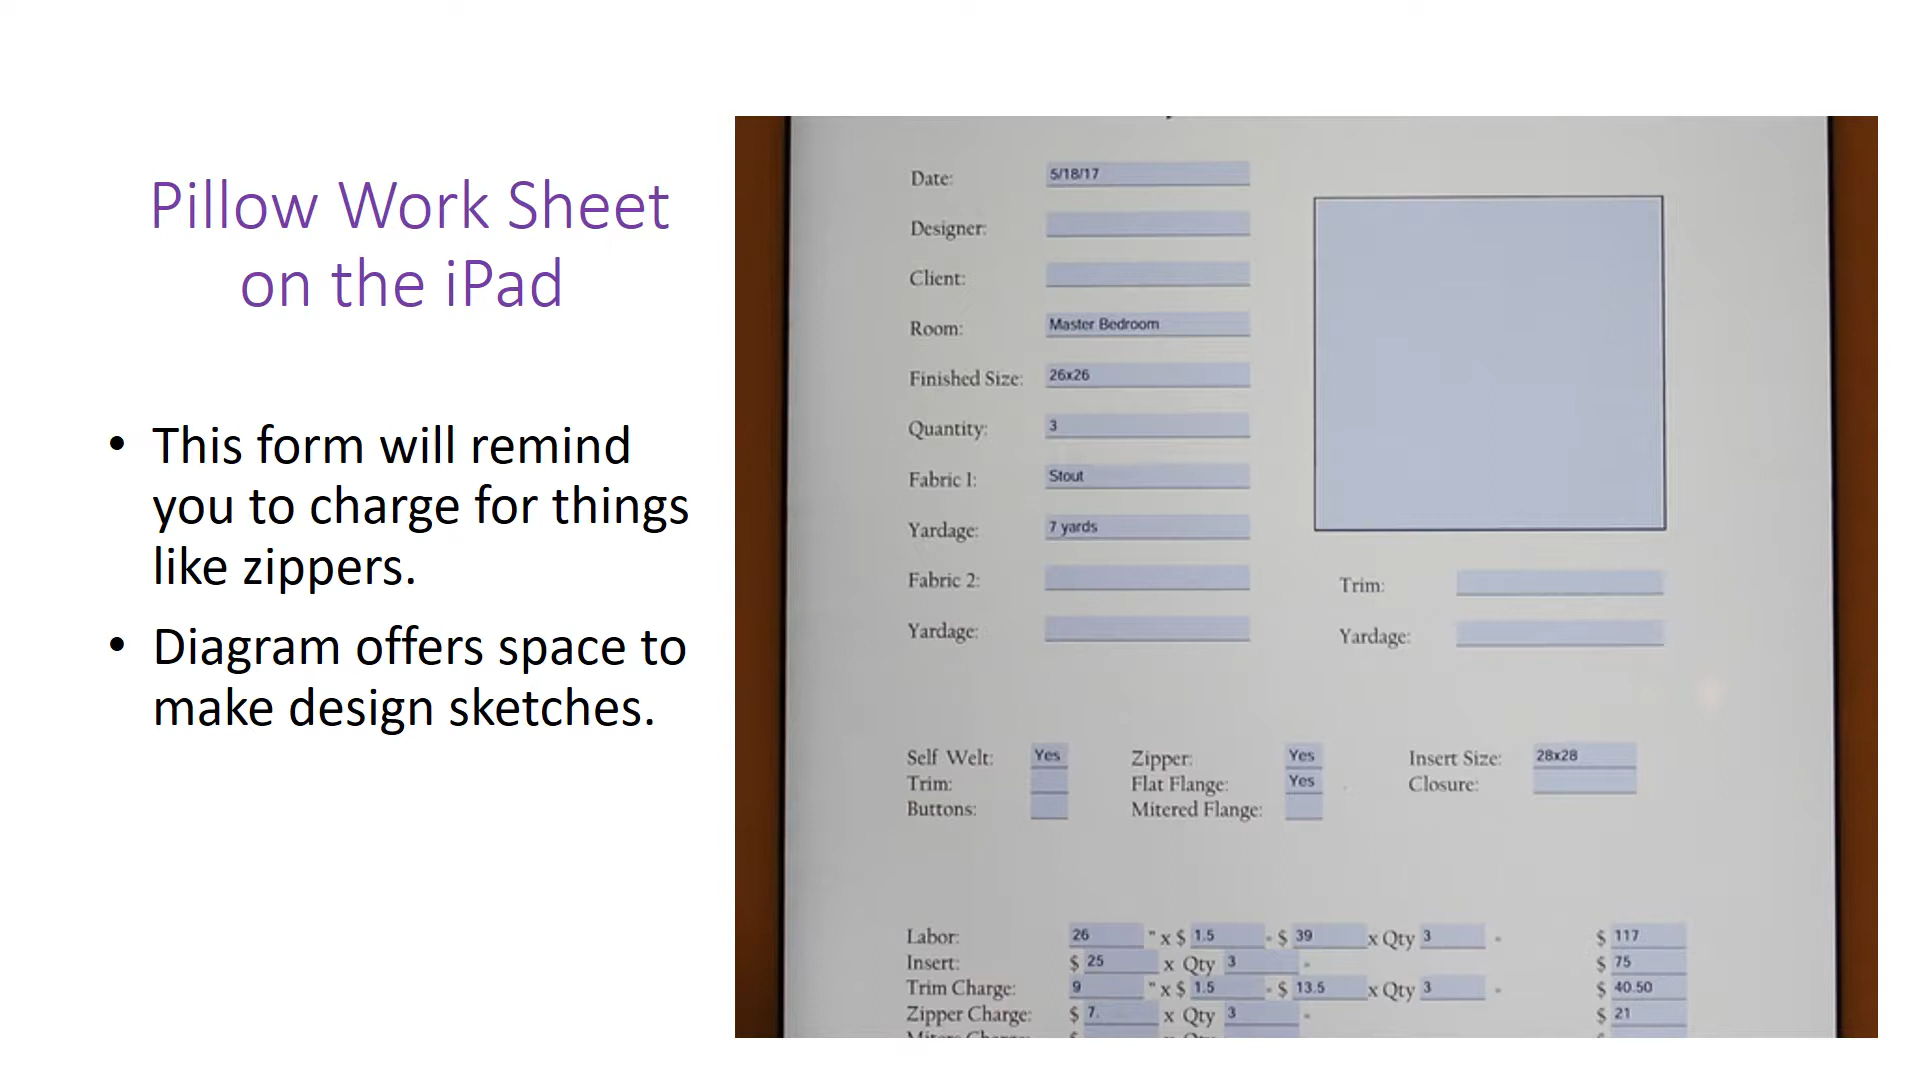 Pillow Work Sheet
on the iPad
• This form will remind
you to charge for things
like zippers.
• Diagram offers space to
make design sketches.
Date: 5/18/17
Designer:
Client:
Room: Master Bedroom
Finished Size: 26x26
Quantity: 3
Fabric 1: Stout
Yardage: 7 yards
Fabric 2:
Yardage:
Trim:
Yardage:
Self Welt: Yes Zipper: Yes Insert Size: 28x28
Trim: Flat Flange: Yes Closure:
Buttons: Mitered Flange:
Labor: 26 " x $ 1.5 = $ 39 x Qty 3 = $ 117
Insert: $ 25 x Qty 3 = $ 75
Trim Charge: 9 " x $ 1.5 = $ 13.5 x Qty 3 = $ 40.50
Zipper Charge: $ 7. x Qty 3 = $ 21